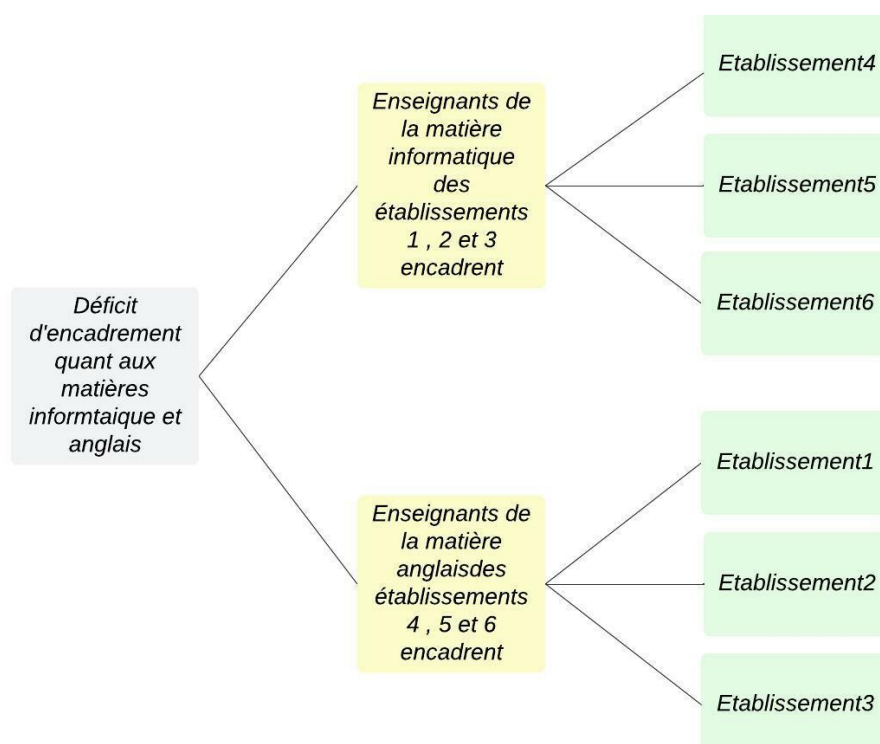 Déficit
d'encadrement
quant aux
matières
informtaique et
anglais
Enseignants de
la matière
informatique
des
établissements
1 , 2 et 3
encadrent
Etablissement4
Etablissement5
Etablissement6
Enseignants de
la matière
anglaisdes
établissements
4 , 5 et 6
encadrent
Etablissement1
Etablissement2
Etablissement3